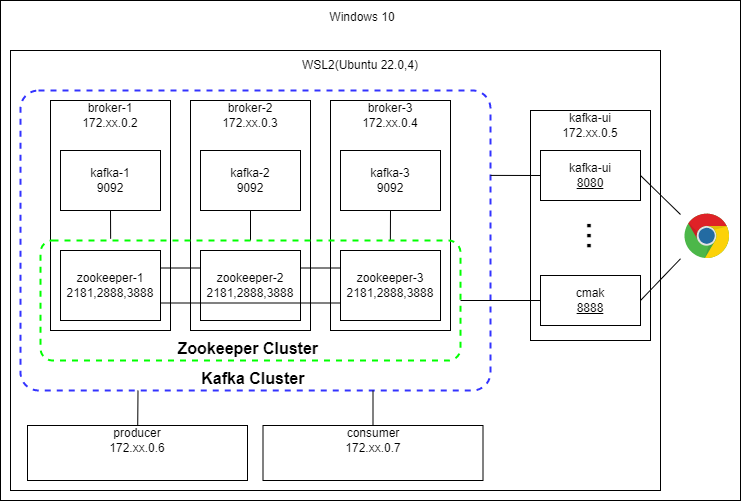 Windows 10
WSL2(Ubuntu 22.0,4)
broker-1
172.xx.0.2
broker-2
172.xx.0.3
broker-3
172.xx.0.4
kafka-ui
172.xx.0.5
kafka-1
9092
kafka-2
9092
kafka-3
9092
kafka-ui
8080
zookeeper-1
2181,2888,3888
zookeeper-2
2181,2888,3888
zookeeper-3
2181,2888,3888
cmak
8888
Zookeeper Cluster
Kafka Cluster
producer
172.xx.0.6
consumer
172.xx.0.7